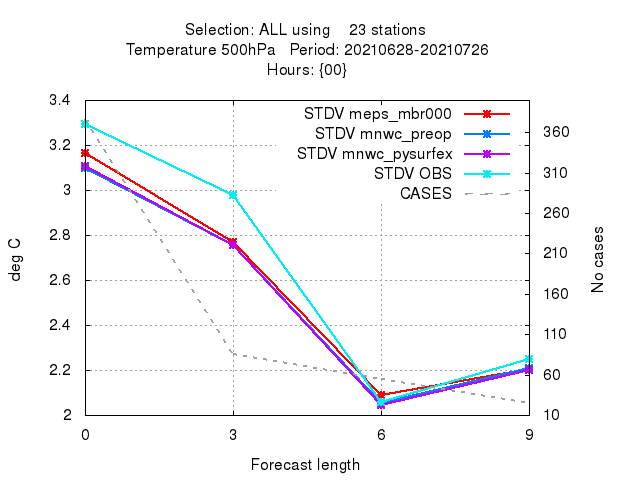 Selection: ALL using    23 stations
Temperature 500hPa   Period: 20210628-20210726
Hours: {00}
STDV meps_mbr000
STDV mnwc_preop
STDV mnwc_pysurfex
STDV OBS
CASES
deg C
3.4
3.2
3
2.8
2.6
2.4
2.2
2
No cases
360
310
260
210
160
110
60
10
0 3 6 9
Forecast length